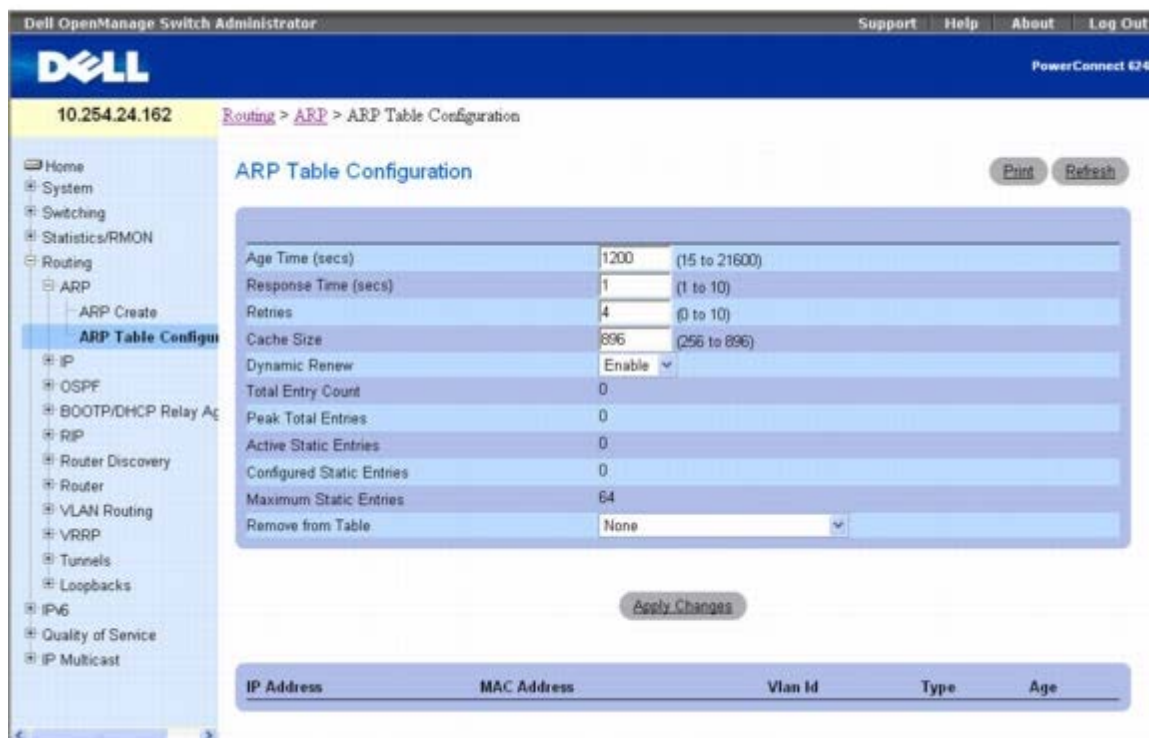 Dell OpenManage Switch Administrator
Support Help About Log Out
DELL
PowerConnect 624
10.254.24.162
Routing > ARP > ARP Table Configuration
Home
System
Switching
Statistics/RMON
Routing
ARP
ARP Create
ARP Table Configur
IP
OSPF
BOOTP/DHCP Relay Ag
RIP
Router Discovery
Router
VLAN Routing
VRRP
Tunnels
Loopbacks
IPv6
Quality of Service
IP Multicast
ARP Table Configuration
Print Refresh
Age Time (secs) 1200 (15 to 21600)
Response Time (secs) 1 (1 to 10)
Retries 4 (0 to 10)
Cache Size 896 (256 to 896)
Dynamic Renew Enable
Total Entry Count 0
Peak Total Entries 0
Active Static Entries 0
Configured Static Entries 0
Maximum Static Entries 64
Remove from Table None
Apply Changes
IP Address MAC Address Vlan Id Type Age